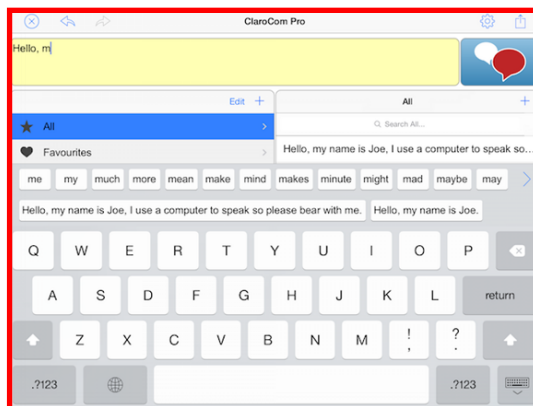 ClaroCom Pro
Hello, m
Edit + All +
All
Search All...
Favourites
Hello, my name is Joe, I use a computer to speak so...
me my much more mean make mind makes minute might mad maybe may
Hello, my name is Joe, I use a computer to speak so please bear with me. Hello, my name is Joe.
Q W E R T Y U I O P
A S D F G H J K L return
Z X C V B N M ! , ? .
.?123 .?123